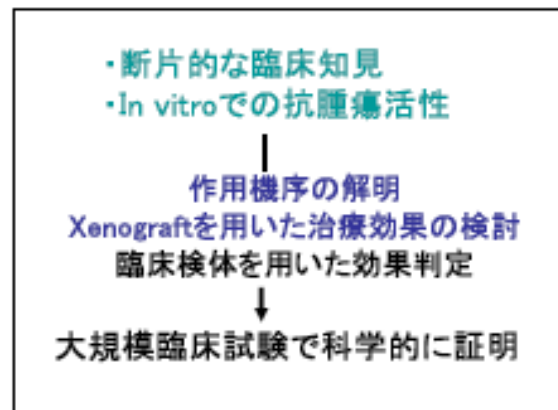 ・断片的な臨床知見
・In vitroでの抗腫瘍活性
作用機序の解明
Xenograftを用いた治療効果の検討
臨床検体を用いた効果判定
大規模臨床試験で科学的に証明